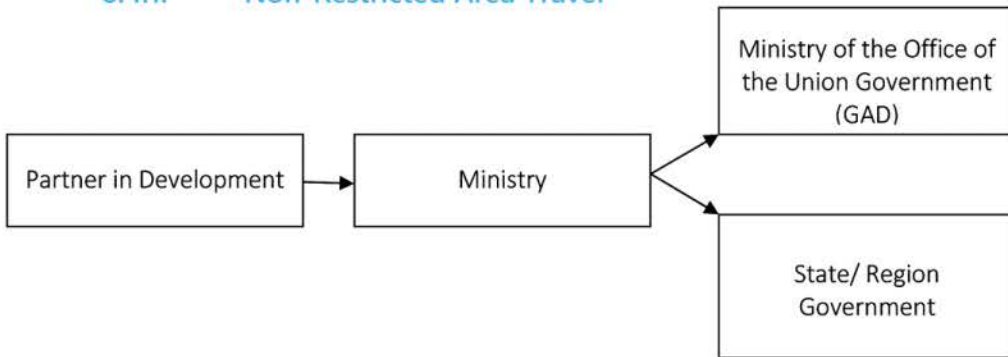 Non-Restricted Area Travel
Ministry of the Office of
the Union Government
(GAD)
Partner in Development
Ministry
State/ Region
Government